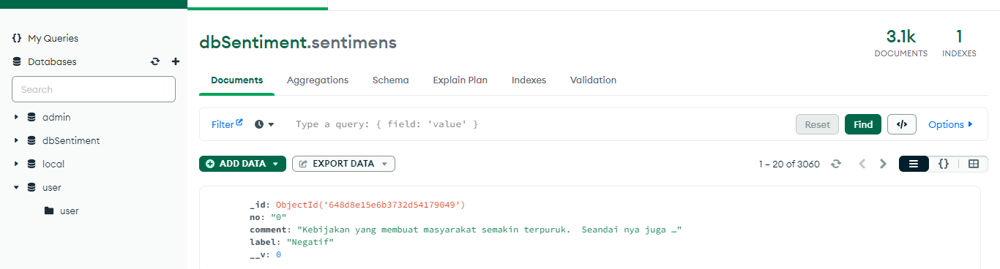 My Queries
Databases
Search
admin
dbSentiment
local
user
user
dbSentiment.sentimens
3.1k
DOCUMENTS
1
INDEXES
Documents
Aggregations
Schema
Explain Plan
Indexes
Validation
Filter
Type a query: { field: 'value' }
Reset
Find
</>
Options
ADD DATA
EXPORT DATA
1 – 20 of 3060
{}
_id: ObjectId('648d8e15e6b3732d54179049')
no: "0"
comment: "Kebijakan yang membuat masyarakat semakin terpuruk.  Seandai nya juga …"
label: "Negatif"
__v: 0